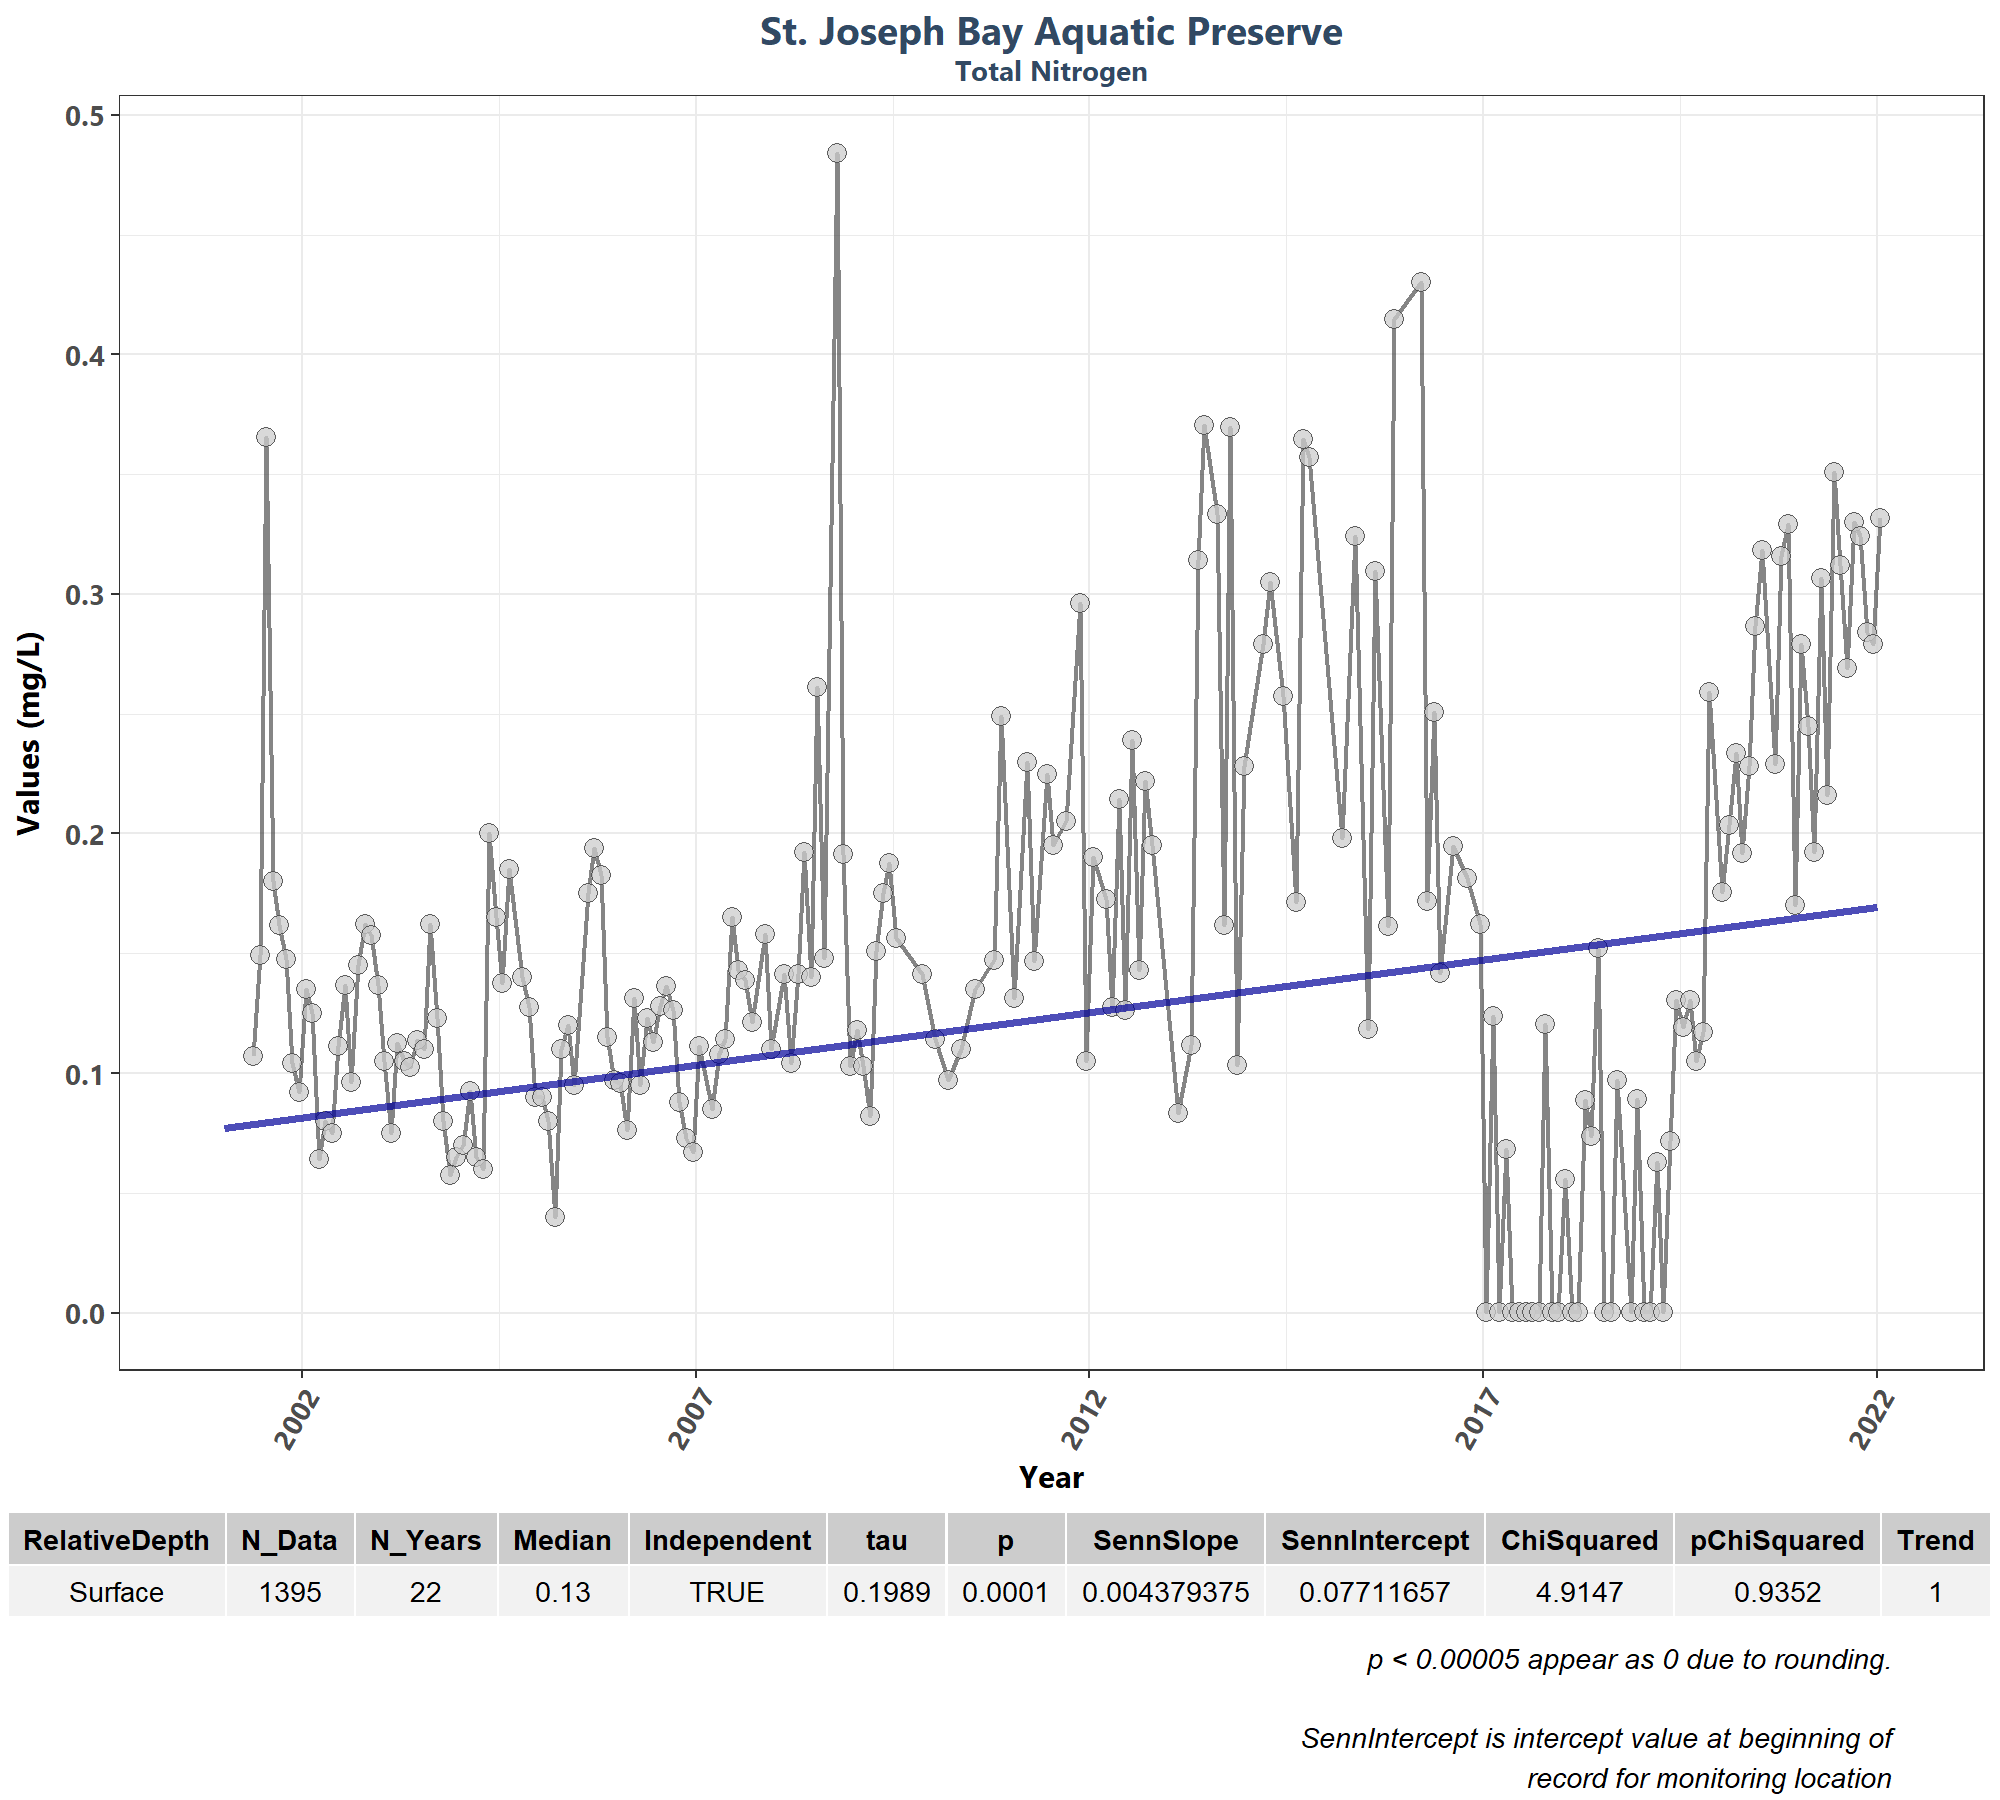 St. Joseph Bay Aquatic Preserve
Total Nitrogen
Values (mg/L)
0.5
0.4
0.3
0.2
0.1
0.0
2002 2007 2012 2017 2022
Year
RelativeDepth N_Data N_Years Median Independent tau p SennSlope SennIntercept ChiSquared pChiSquared Trend
Surface 1395 22 0.13 TRUE 0.1989 0.0001 0.004379375 0.07711657 4.9147 0.9352 1
p < 0.00005 appear as 0 due to rounding.
SennIntercept is intercept value at beginning of
record for monitoring location